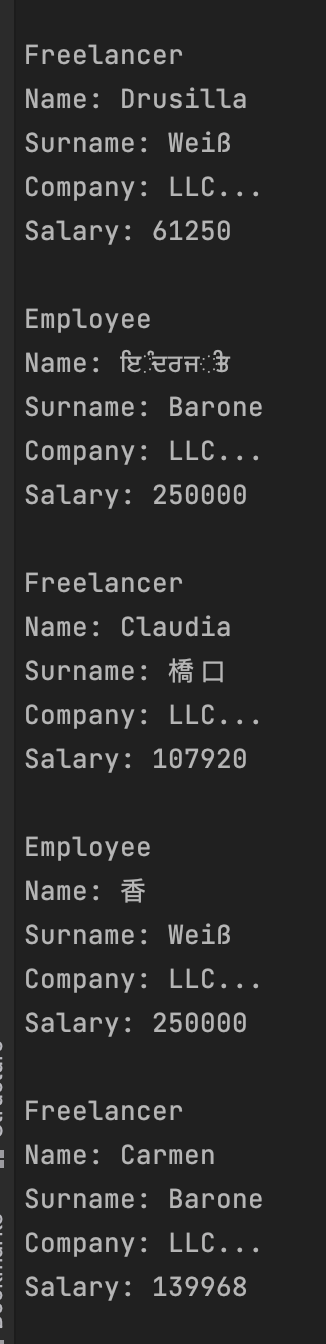 Freelancer
Name: Drusilla
Surname: Weiß
Company: LLC...
Salary: 61250
Employee
Name: ਇੰਦਰਜੀਤ
Surname: Barone
Company: LLC...
Salary: 250000
Freelancer
Name: Claudia
Surname: 橋口
Company: LLC...
Salary: 107920
Employee
Name: 香
Surname: Weiß
Company: LLC...
Salary: 250000
Freelancer
Name: Carmen
Surname: Barone
Company: LLC...
Salary: 139968